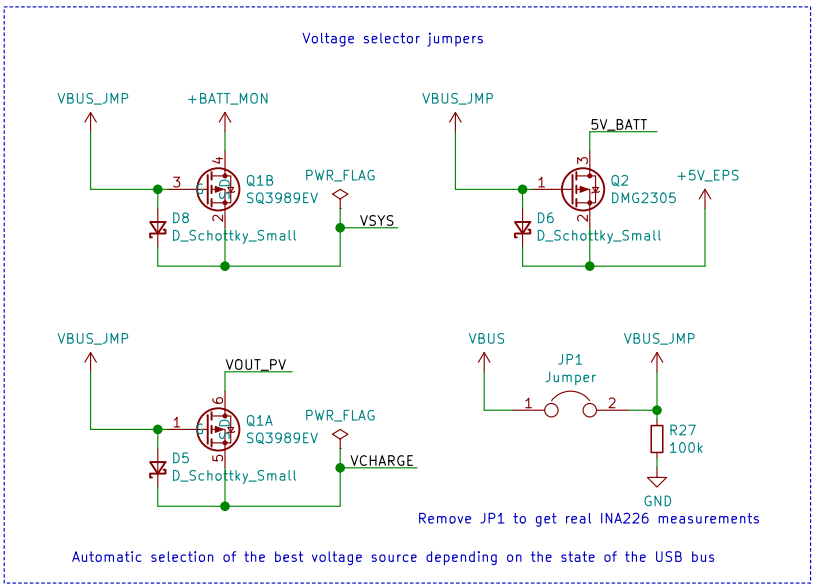 Voltage selector jumpers
VBUS_JMP
+BATT_MON
4
3
G
S
D
Q1B
SQ3989EV
2
PWR_FLAG
VSYS
D8
D_Schottky_Small
VBUS_JMP
5V_BATT
3
1
Q2
DMG2305
2
+5V_EPS
D6
D_Schottky_Small
VBUS_JMP
VOUT_PV
6
1
G
S
D
Q1A
SQ3989EV
5
PWR_FLAG
VCHARGE
D5
D_Schottky_Small
VBUS
JP1
Jumper
1
2
VBUS_JMP
R27
100k
GND
Remove JP1 to get real INA226 measurements
Automatic selection of the best voltage source depending on the state of the USB bus